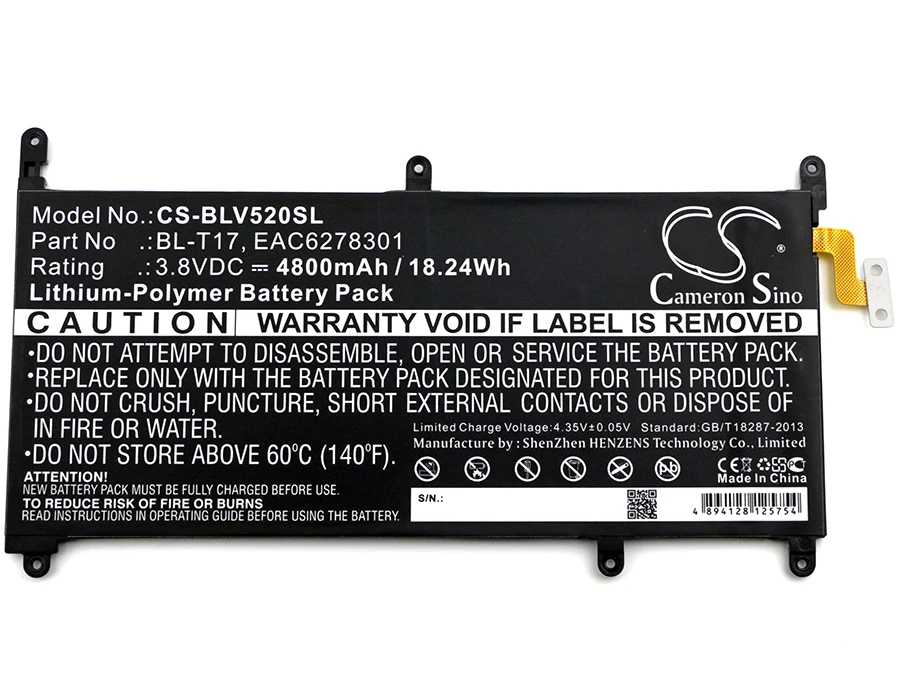 Model No.: CS-BLV520SL
Part No : BL-T17, EAC6278301
Rating : 3.8VDC ⎓ 4800mAh / 18.24Wh
Lithium-Polymer Battery Pack
CS
®
Cameron Sino
CAUTION WARRANTY VOID IF LABEL IS REMOVED
•DO NOT ATTEMPT TO DISASSEMBLE, OPEN OR SERVICE THE BATTERY PACK.
•REPLACE ONLY WITH THE BATTERY PACK DESIGNATED FOR THIS PRODUCT.
•DO NOT CRUSH, PUNCTURE, SHORT EXTERNAL CONTACTS OR DISPOSE OF
IN FIRE OR WATER.
•DO NOT STORE ABOVE 60ºC (140ºF).
Limited Charge Voltage: 4.35V±0.05V Standard:GB/T18287-2013
Manufacture by : ShenZhen HENZENS Technology Co., Limited
Pb
CE
Made In China
ATTENTION!
NEW BATTERY PACK MUST BE FULLY CHARGED BEFORE USE.
TO REDUCE RISK OF FIRE OR BURNS
READ INSTRUCTIONS IN OPERATING GUIDE BEFORE USING THE BATTERY.
S/N.:
4 894128 125754